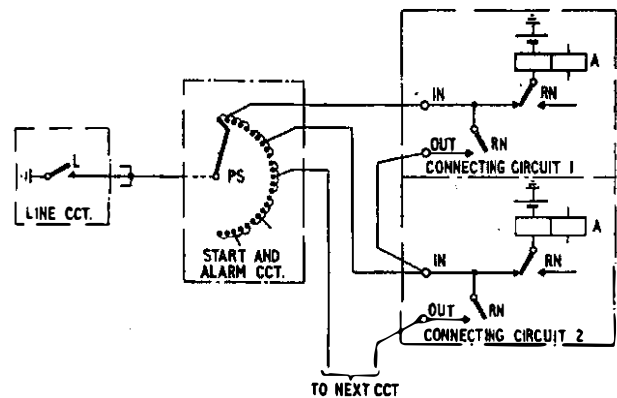 L
LINE CCT.
PS
START AND
ALARM CCT.
IN
RN
A
OUT
RN
CONNECTING CIRCUIT 1
IN
RN
A
OUT
RN
CONNECTING CIRCUIT 2
TO NEXT CCT